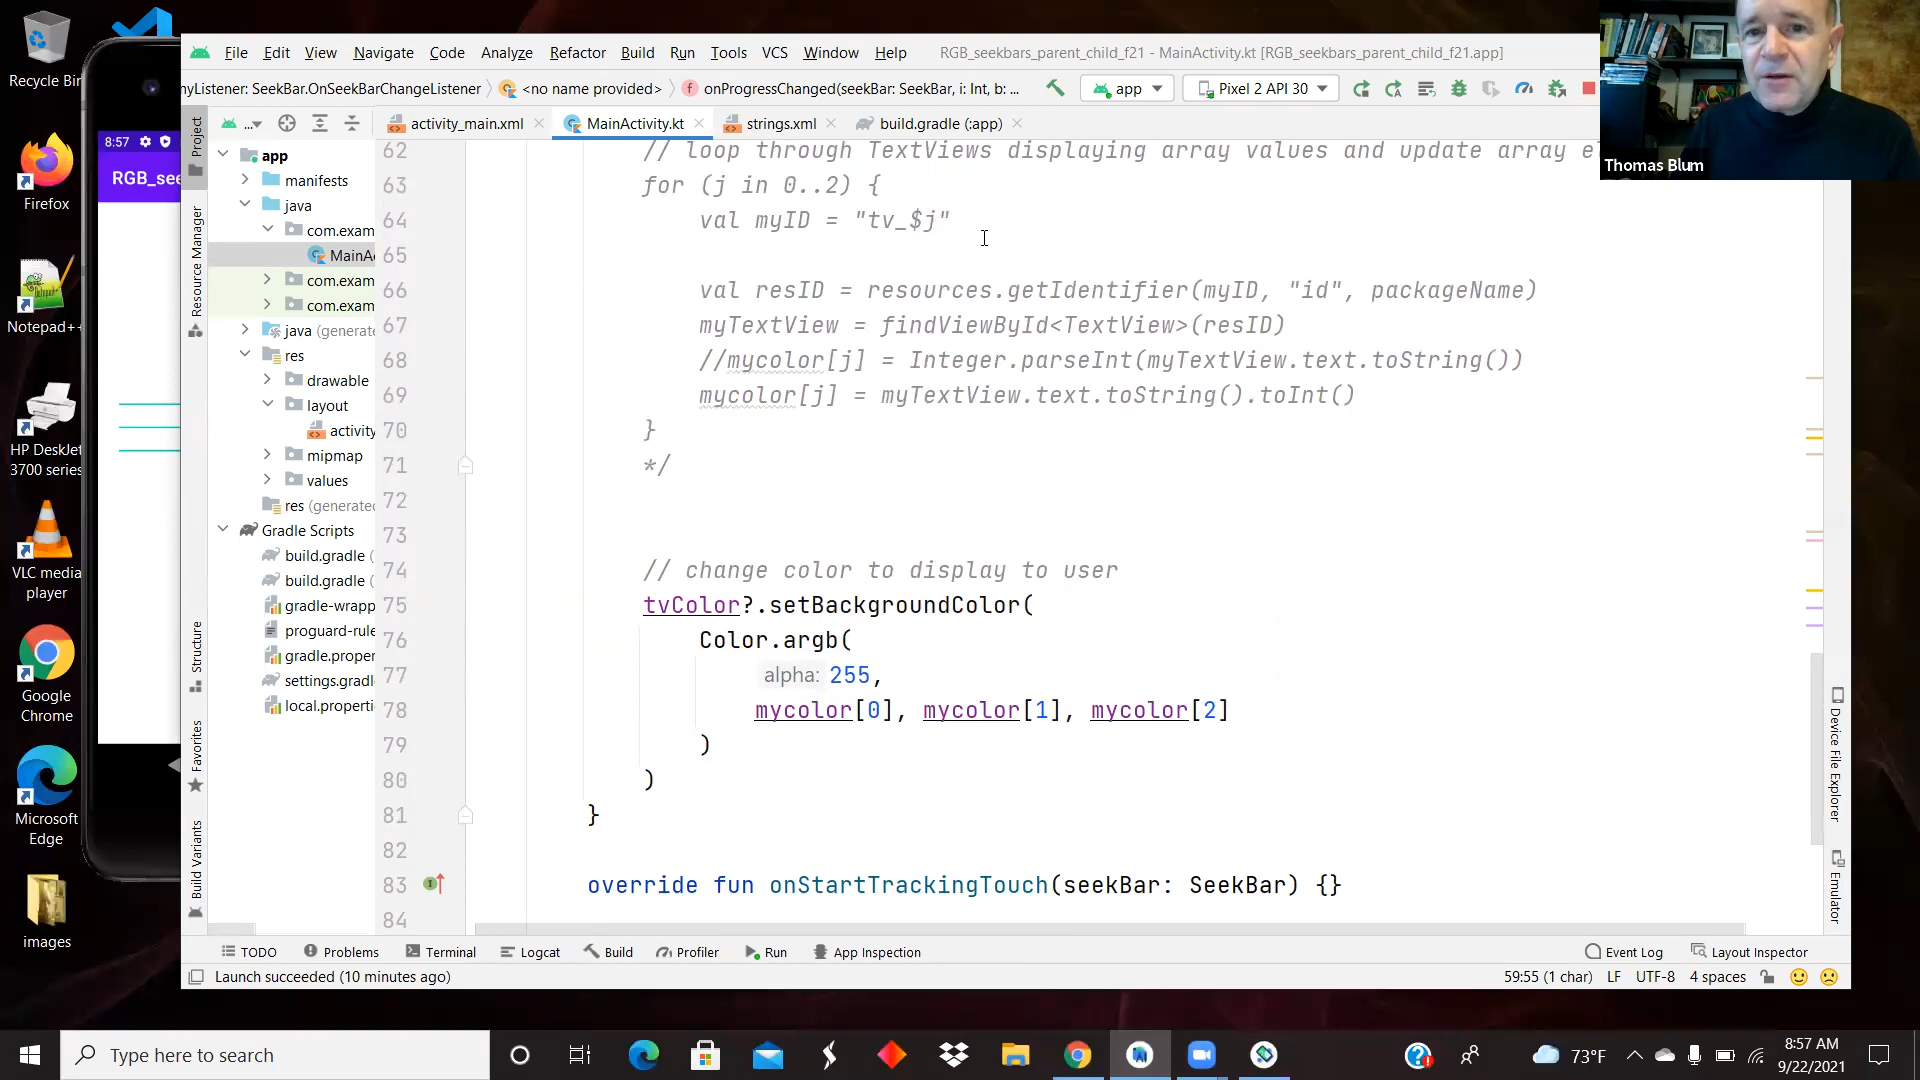 Recycle Bin
Firefox
Notepad++
HP DeskJet
3700 series
VLC media
player
Google
Chrome
Microsoft
Edge
images
8:57
RGB_see
File Edit View Navigate Code Analyze Refactor Build Run Tools VCS Window Help RGB_seekbars_parent_child_f21 - MainActivity.kt [RGB_seekbars_parent_child_f21.app]
myListener: SeekBar.OnSeekBarChangeListener <no name provided> onProgressChanged(seekBar: SeekBar, i: Int, b: ... app Pixel 2 API 30
... activity_main.xml MainActivity.kt strings.xml build.gradle (:app)
Thomas Blum
Project
Resource Manager
Structure
Favorites
Build Variants
app
manifests
java
com.exam
MainAc
com.exam
com.exam
java (generate
res
drawable
layout
activity
mipmap
values
res (generated
Gradle Scripts
build.gradle (
build.gradle (
gradle-wrapp
proguard-rule
gradle.proper
settings.gradl
local.properti
62 // loop through TextViews displaying array values and update array e
63 for (j in 0..2) {
64 val myID = "tv_$j"
65
66 val resID = resources.getIdentifier(myID, "id", packageName)
67 myTextView = findViewById<TextView>(resID)
68 //mycolor[j] = Integer.parseInt(myTextView.text.toString())
69 mycolor[j] = myTextView.text.toString().toInt()
70 }
71 */
72
73
74 // change color to display to user
75 tvColor?.setBackgroundColor(
76 Color.argb(
77 alpha: 255,
78 mycolor[0], mycolor[1], mycolor[2]
79 )
80 )
81 }
82
83 override fun onStartTrackingTouch(seekBar: SeekBar) {}
84
Device File Explorer
Emulator
TODO Problems Terminal Logcat Build Profiler Run App Inspection Event Log Layout Inspector
Launch succeeded (10 minutes ago) 59:55 (1 char) LF UTF-8 4 spaces
Type here to search
73°F
8:57 AM
9/22/2021